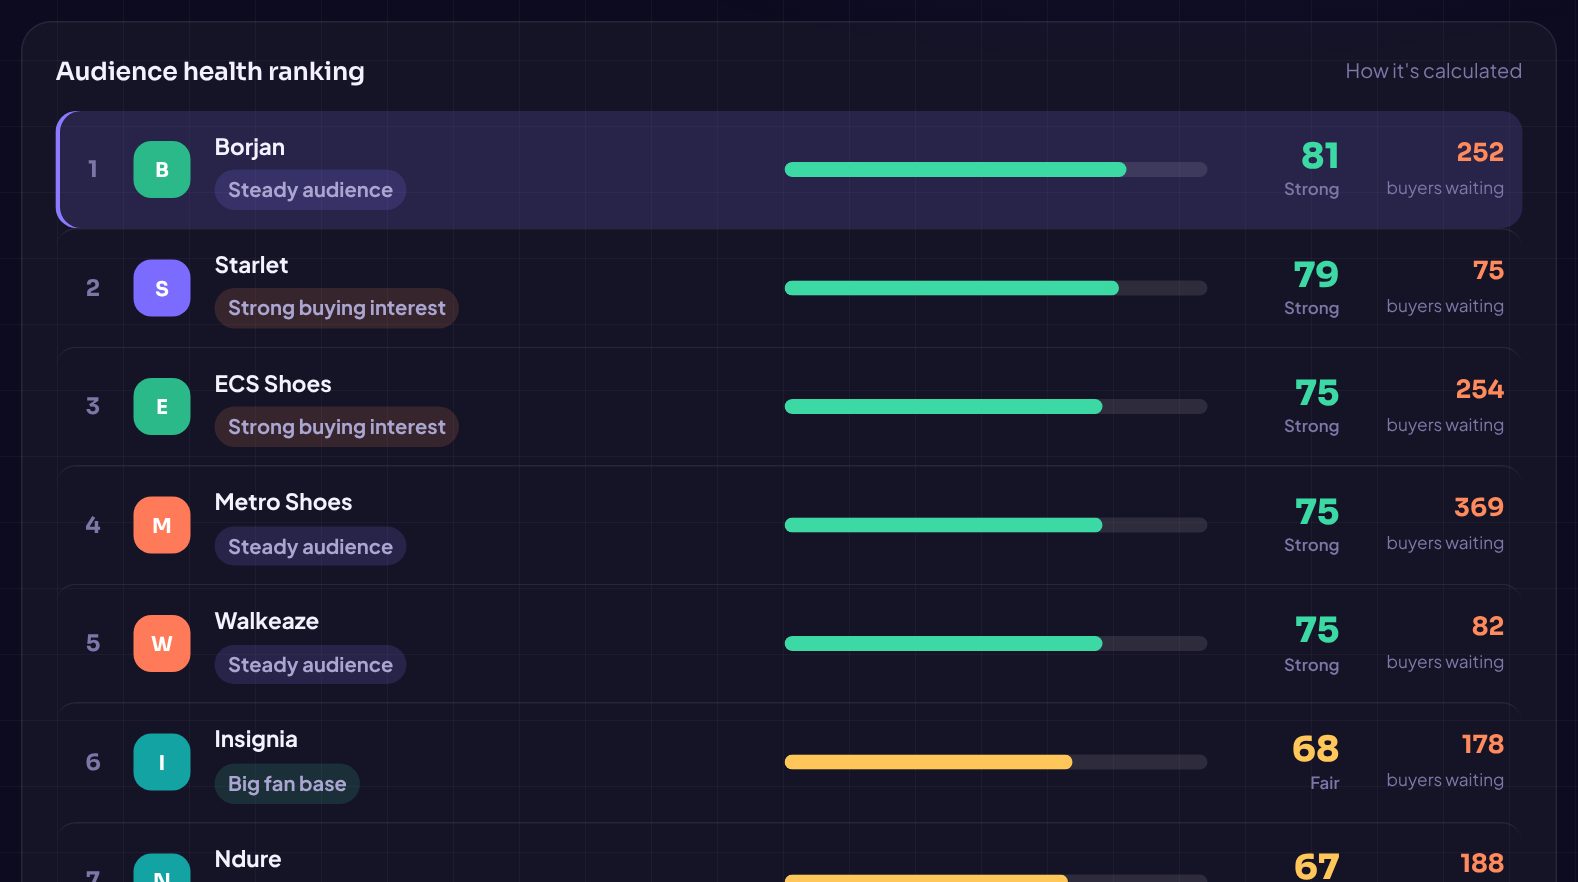 Audience health ranking
How it's calculated
1
B
Borjan
Steady audience
81
Strong
252
buyers waiting
2
S
Starlet
Strong buying interest
79
Strong
75
buyers waiting
3
E
ECS Shoes
Strong buying interest
75
Strong
254
buyers waiting
4
M
Metro Shoes
Steady audience
75
Strong
369
buyers waiting
5
W
Walkeaze
Steady audience
75
Strong
82
buyers waiting
6
I
Insignia
Big fan base
68
Fair
178
buyers waiting
7
N
Ndure
67
188